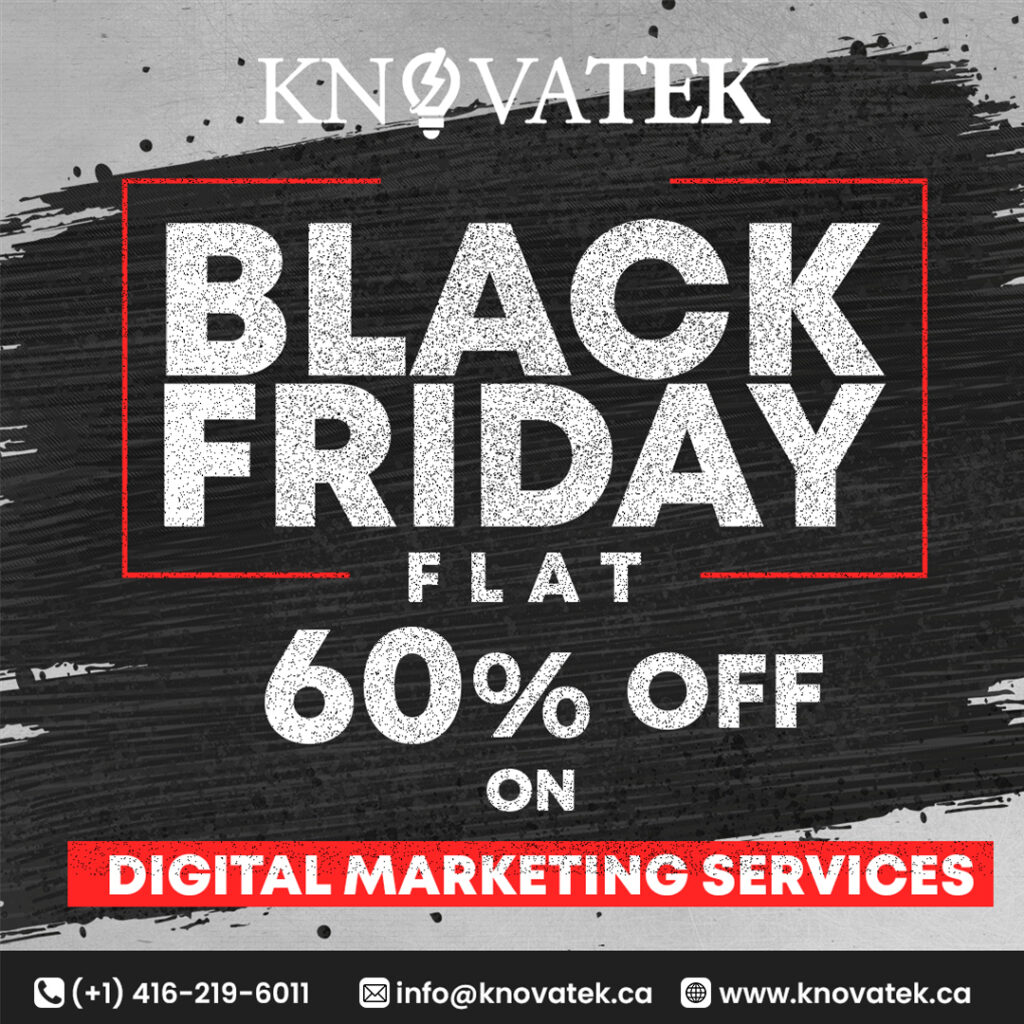 KNOVATEK
BLACK
FRIDAY
FLAT
60% OFF
ON
DIGITAL MARKETING SERVICES
(+1) 416-219-6011 info@knovatek.ca www.knovatek.ca